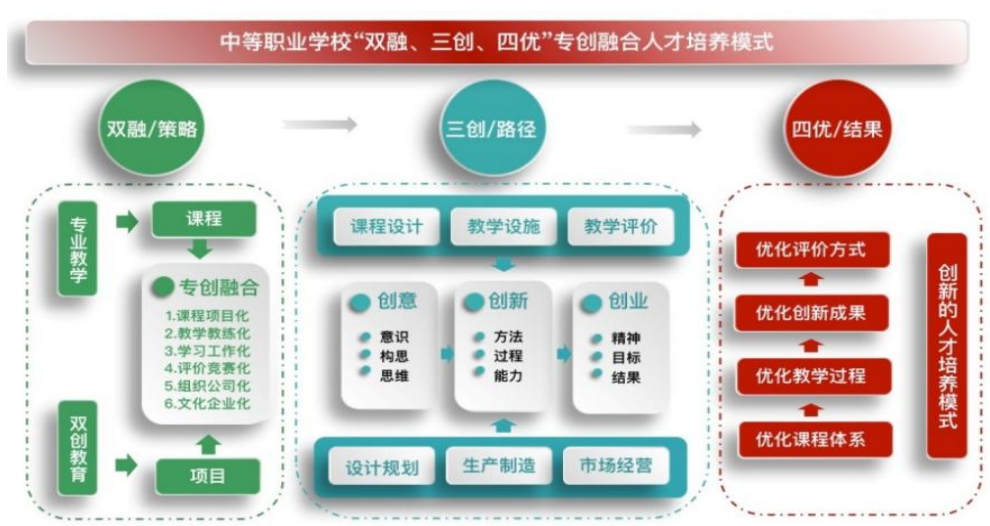 中等职业学校“双融、三创、四优”专创融合人才培养模式
双融/策略
三创/路径
四优/结果
专业教学
课程
专创融合
1.课程项目化
2.教学教练化
3.学习工作化
4.评价竞赛化
5.组织公司化
6.文化企业化
双创教育
项目
课程设计
教学设施
教学评价
创意
意识
构思
思维
创新
方法
过程
能力
创业
精神
目标
结果
设计规划
生产制造
市场经营
优化评价方式
优化创新成果
优化教学过程
优化课程体系
创新的人才培养模式